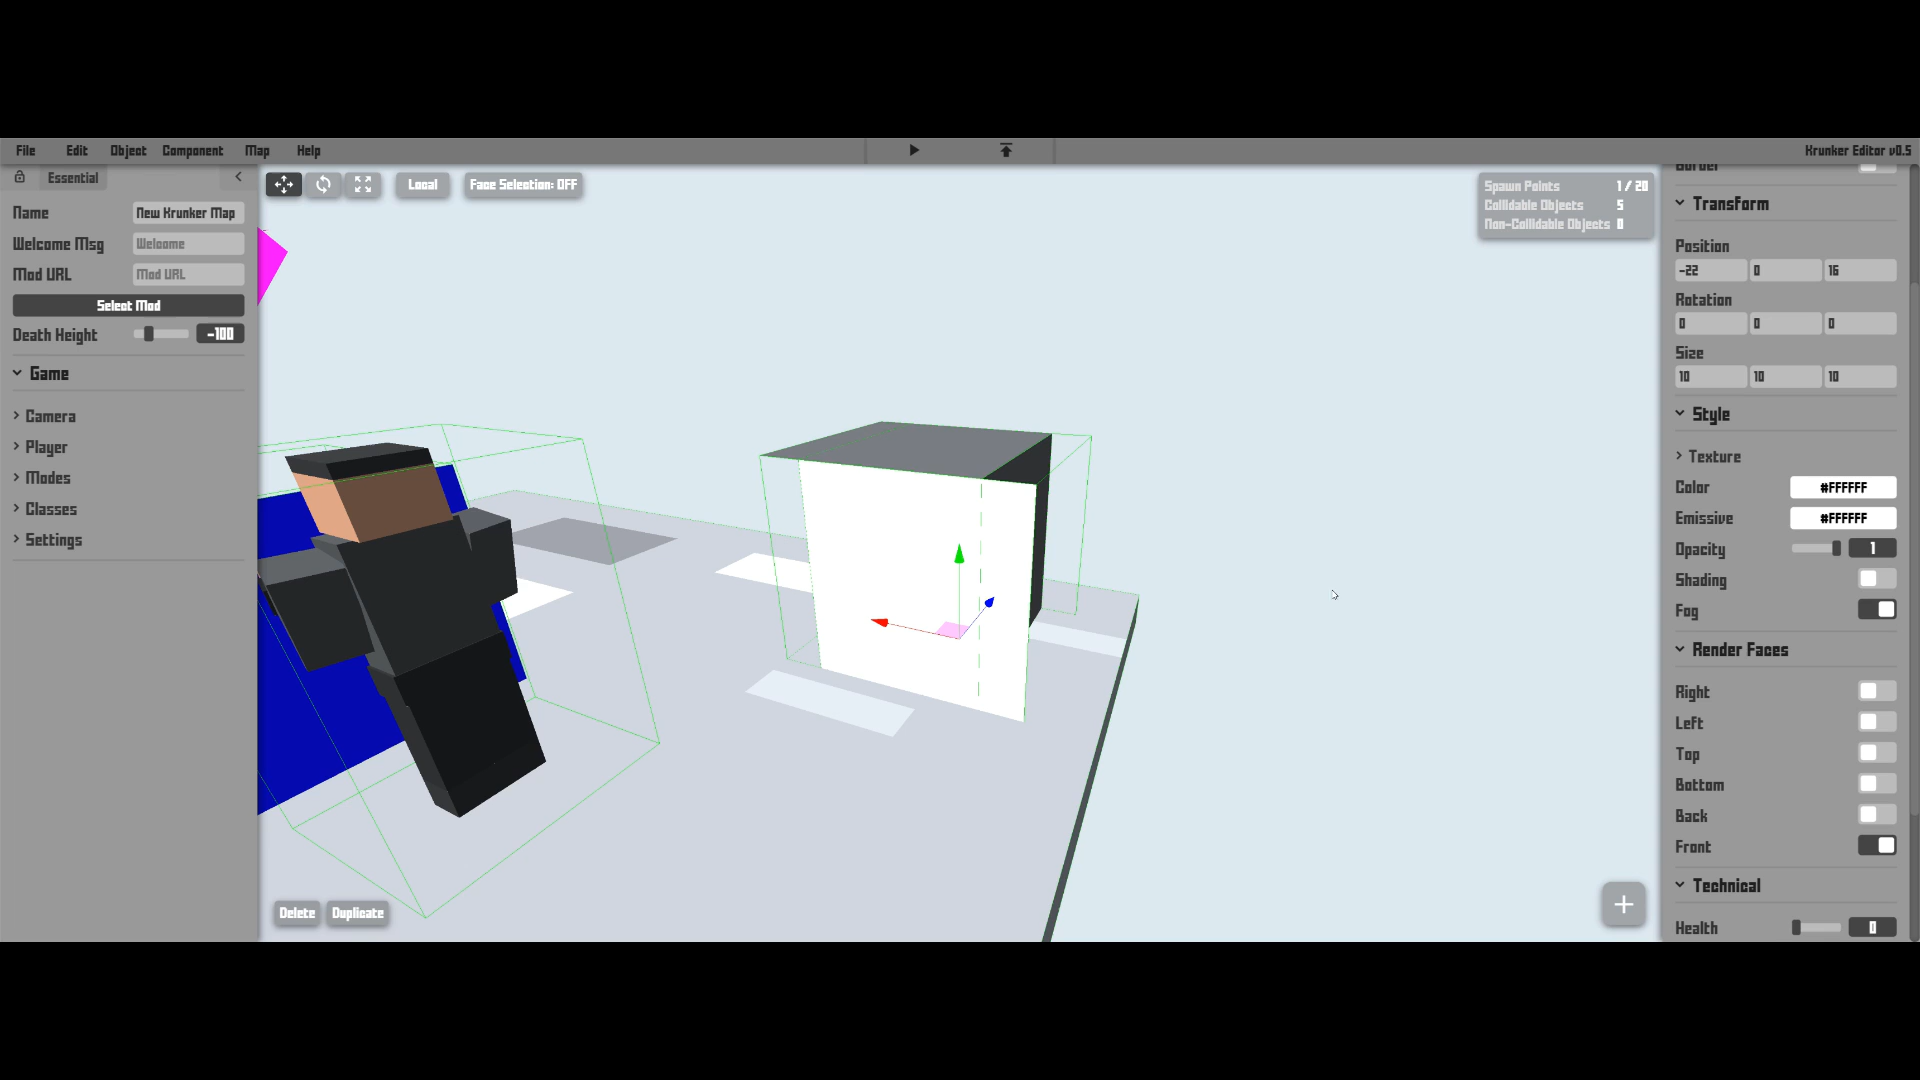 File Edit Object Component Map Help
Krunker Editor v0.5
Essential
Name New Krunker Map
Welcome Msg Welcome
Mod URL Mod URL
Select Mod
Death Height -100
Game
Camera
Player
Modes
Classes
Settings
Local Face Selection: OFF
Delete Duplicate
Spawn Points 1 / 20
Collidable Objects 5
Non-Collidable Objects 0
Border
Transform
Position
-22 0 16
Rotation
0 0 0
Size
10 10 10
Style
Texture
Color #FFFFFF
Emissive #FFFFFF
Opacity 1
Shading
Fog
Render Faces
Right
Left
Top
Bottom
Back
Front
Technical
Health 0